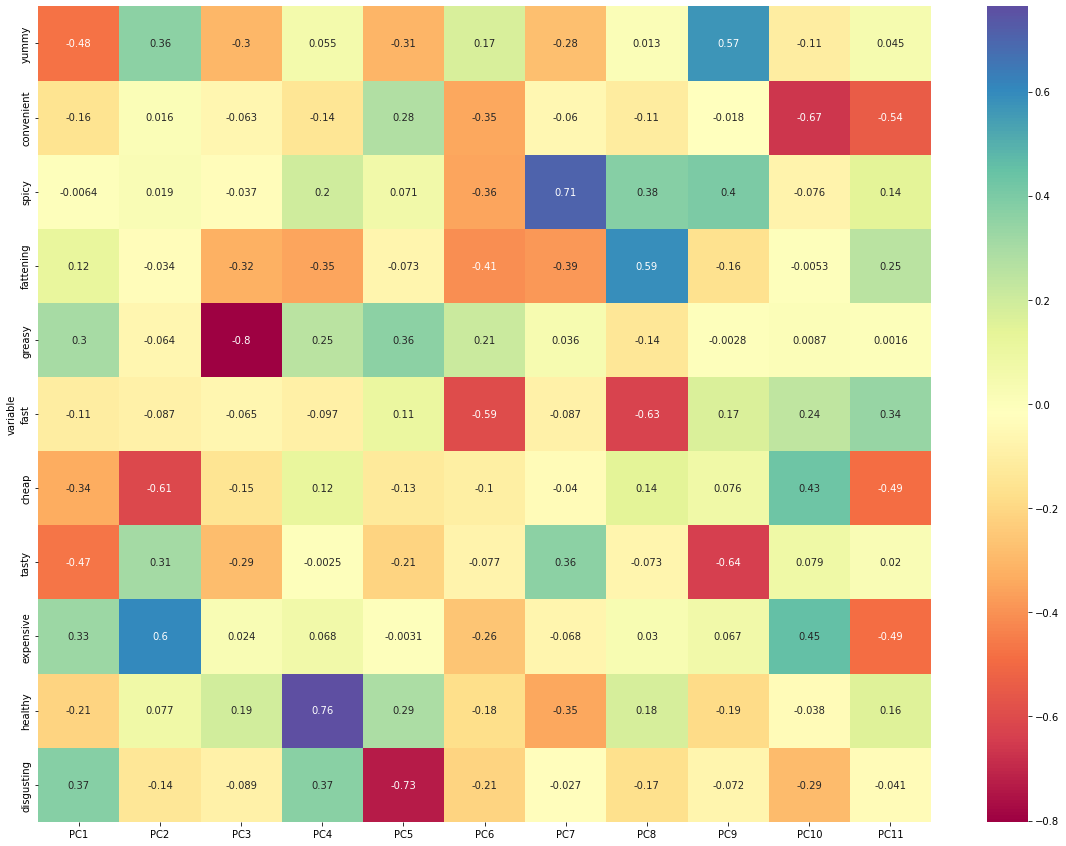 yummy -0.48 0.36 -0.3 0.055 -0.31 0.17 -0.28 0.013 0.57 -0.11 0.045
convenient -0.16 0.016 -0.063 -0.14 0.28 -0.35 -0.06 -0.11 -0.018 -0.67 -0.54
spicy -0.0064 0.019 -0.037 0.2 0.071 -0.36 0.71 0.38 0.4 -0.076 0.14
fattening 0.12 -0.034 -0.32 -0.35 -0.073 -0.41 -0.39 0.59 -0.16 -0.0053 0.25
greasy 0.3 -0.064 -0.8 0.25 0.36 0.21 0.036 -0.14 -0.0028 0.0087 0.0016
variable
fast -0.11 -0.087 -0.065 -0.097 0.11 -0.59 -0.087 -0.63 0.17 0.24 0.34
cheap -0.34 -0.61 -0.15 0.12 -0.13 -0.1 -0.04 0.14 0.076 0.43 -0.49
tasty -0.47 0.31 -0.29 -0.0025 -0.21 -0.077 0.36 -0.073 -0.64 0.079 0.02
expensive 0.33 0.6 0.024 0.068 -0.0031 -0.26 -0.068 0.03 0.067 0.45 -0.49
healthy -0.21 0.077 0.19 0.76 0.29 -0.18 -0.35 0.18 -0.19 -0.038 0.16
disgusting 0.37 -0.14 -0.089 0.37 -0.73 -0.21 -0.027 -0.17 -0.072 -0.29 -0.041
PC1 PC2 PC3 PC4 PC5 PC6 PC7 PC8 PC9 PC10 PC11
0.6
0.4
0.2
0.0
−0.2
−0.4
−0.6
−0.8